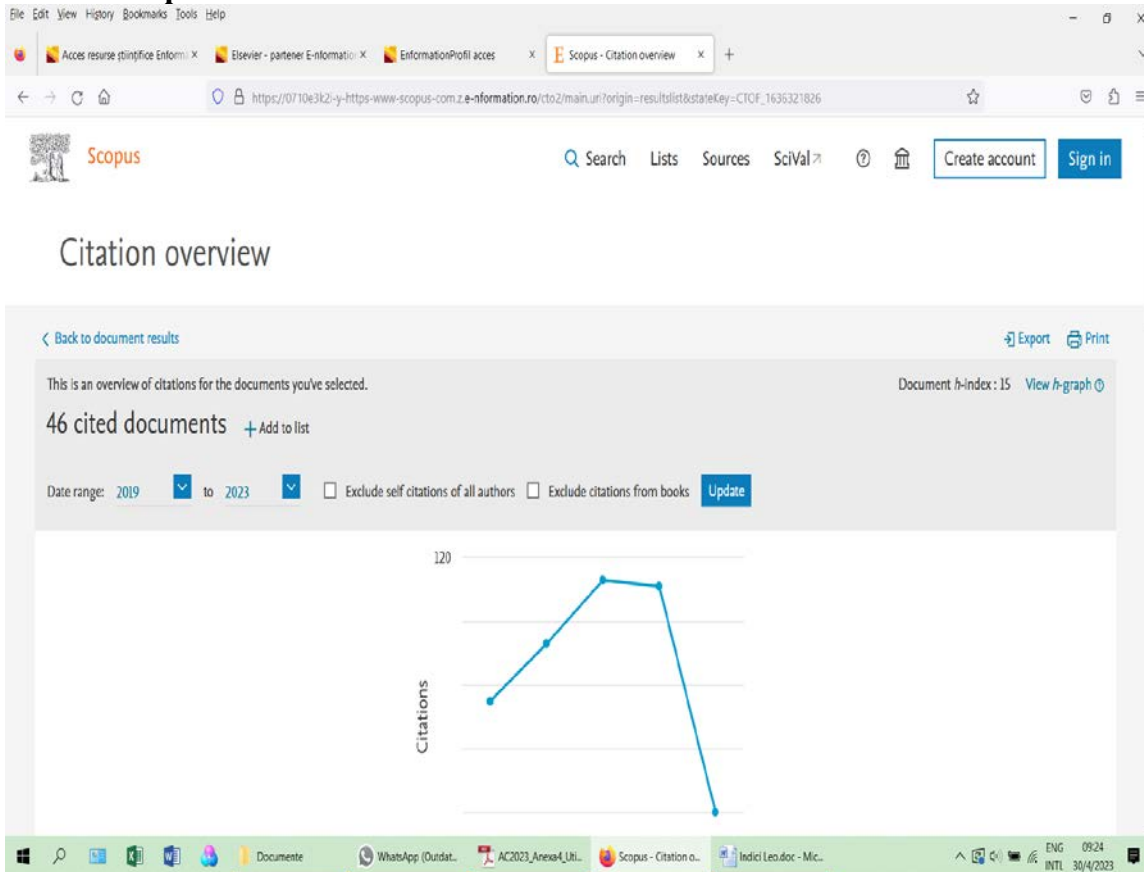 File Edit View History Bookmarks Tools Help
Acces resurse științifice Enform
Elsevier - partener E-nformatio
EnformationProfil acces
Scopus - Citation overview
https://0710e3k2i-y-https-www-scopus-com.z.e-nformation.ro/cto2/main.uri?origin=resultslist&stateKey=CTOF_1636321826
Scopus
Search Lists Sources SciVal Create account Sign in
Citation overview
Back to document results
Export Print
This is an overview of citations for the documents you've selected.
Document h-index : 15 View h-graph
46 cited documents + Add to list
Date range: 2019 to 2023 Exclude self citations of all authors Exclude citations from books Update
120
Citations
Documente
WhatsApp (Outdat...
AC2023_Anexa4_Uti...
Scopus - Citation o...
Indici Leo.doc - Mic...
ENG 09:24
INTL 30/4/2023